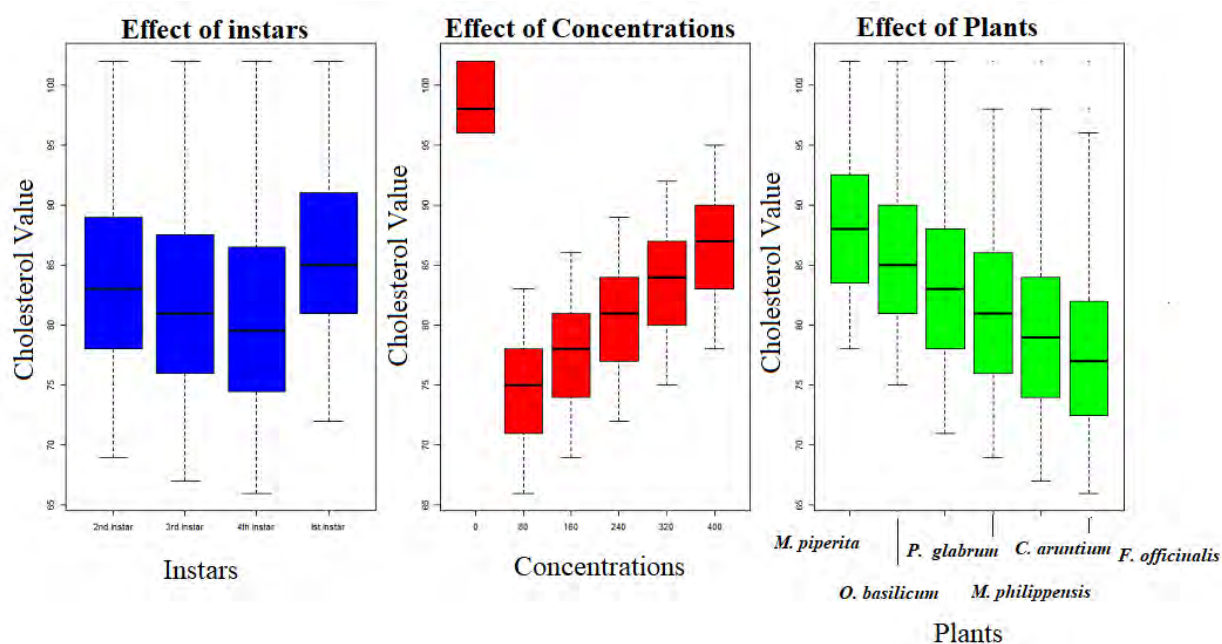 Effect of instars
Cholesterol Value
100
95
90
85
80
75
70
65
2nd instar 3rd instar 4th instar Ist instar
Instars
Effect of Concentrations
Cholesterol Value
100
95
90
85
80
75
70
65
0 80 160 240 320 400
Concentrations
Effect of Plants
Cholesterol Value
100
95
90
85
80
75
70
65
M. piperita P. glabrum C. aruntium F. officinalis
O. basilicum M. philippensis
Plants